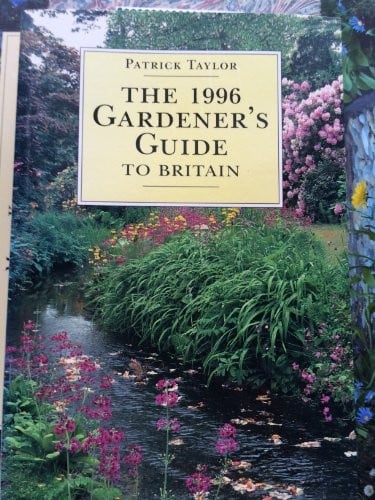 PATRICK TAYLOR
THE 1996
GARDENER'S
GUIDE
TO BRITAIN